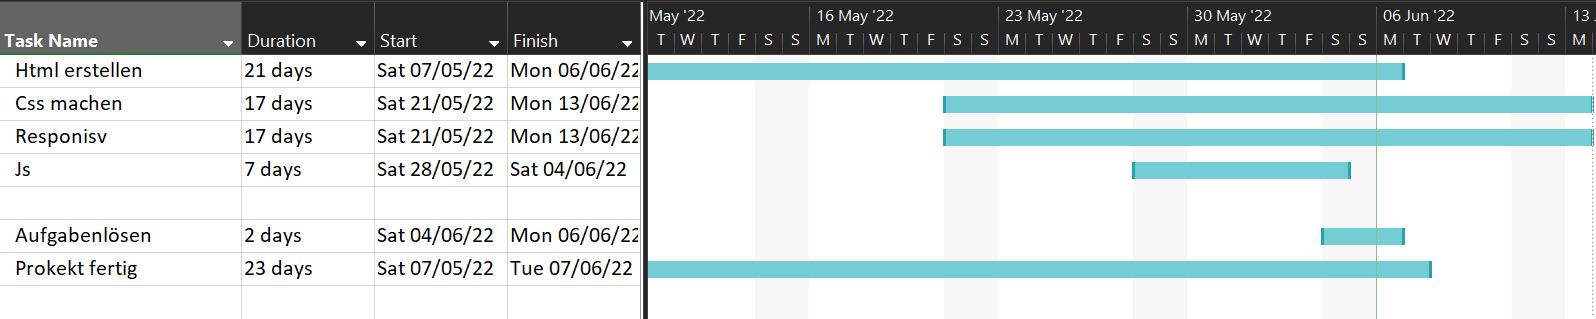 May '22 16 May '22 23 May '22 30 May '22 06 Jun '22 13
Task Name Duration Start Finish T W T F S S M T W T F S S M T W T F S S M T W T F S S M T W T F S S M
Html erstellen 21 days Sat 07/05/22 Mon 06/06/22
Css machen 17 days Sat 21/05/22 Mon 13/06/22
Responisv 17 days Sat 21/05/22 Mon 13/06/22
Js 7 days Sat 28/05/22 Sat 04/06/22
Aufgabenlösen 2 days Sat 04/06/22 Mon 06/06/22
Prokekt fertig 23 days Sat 07/05/22 Tue 07/06/22